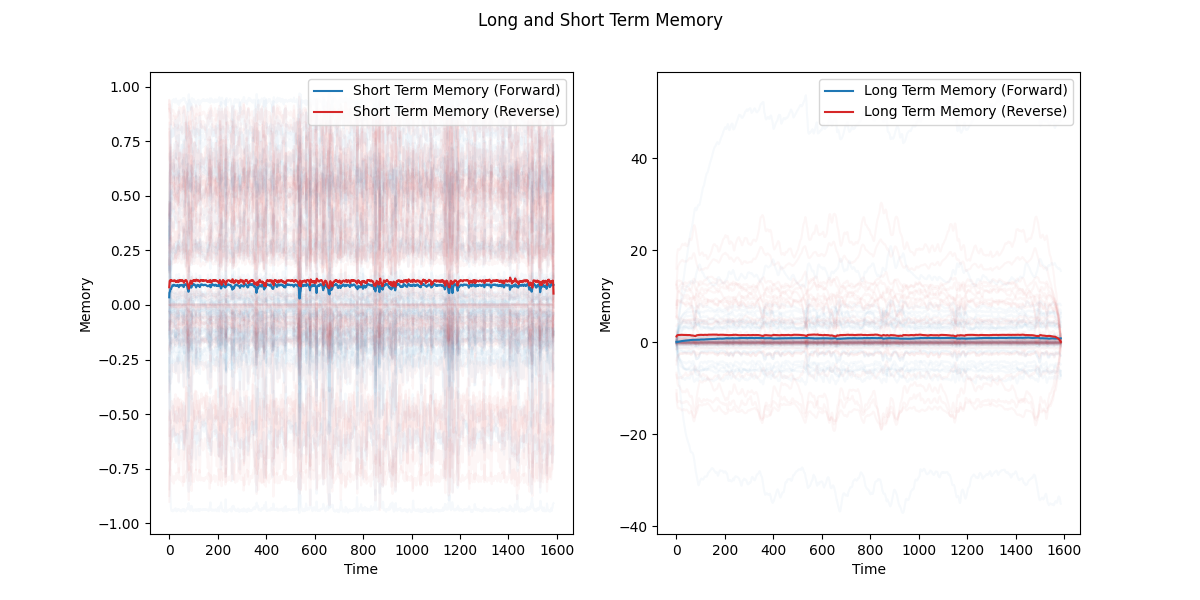 Long and Short Term Memory
Short Term Memory (Forward)
Short Term Memory (Reverse)
1.00
0.75
0.50
0.25
0.00
−0.25
−0.50
−0.75
−1.00
Memory
0 200 400 600 800 1000 1200 1400 1600
Time
Long Term Memory (Forward)
Long Term Memory (Reverse)
40
20
0
−20
−40
Memory
0 200 400 600 800 1000 1200 1400 1600
Time